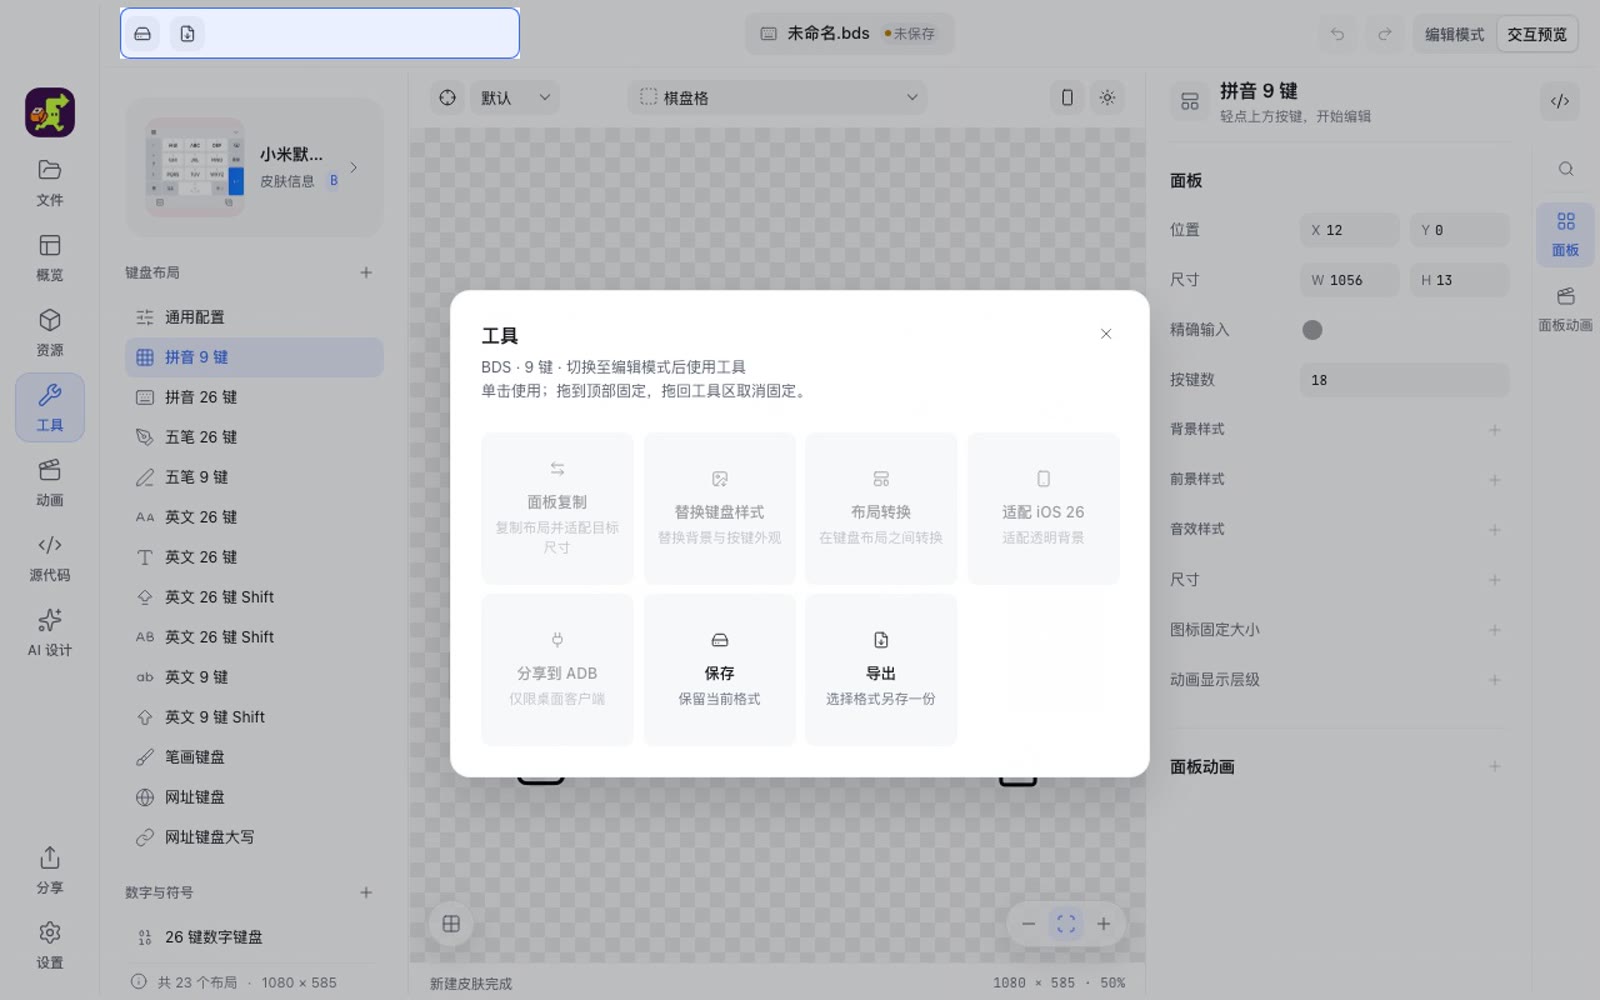 未命名.bds
未保存
编辑模式
交互预览
文件
概览
资源
工具
动画
源代码
AI 设计
分享
设置
小米默...
皮肤信息 B
键盘布局
通用配置
拼音 9 键
拼音 26 键
五笔 26 键
五笔 9 键
英文 26 键
英文 26 键
英文 26 键 Shift
英文 26 键 Shift
英文 9 键
英文 9 键 Shift
笔画键盘
网址键盘
网址键盘大写
数字与符号
26 键数字键盘
共 23 个布局 · 1080 × 585
默认
棋盘格
工具
BDS · 9 键 · 切换至编辑模式后使用工具
单击使用；拖到顶部固定，拖回工具区取消固定。
面板复制
复制布局并适配目标
尺寸
替换键盘样式
替换背景与按键外观
布局转换
在键盘布局之间转换
适配 iOS 26
适配透明背景
分享到 ADB
仅限桌面客户端
保存
保留当前格式
导出
选择格式另存一份
新建皮肤完成
1080 × 585 · 50%
拼音 9 键
轻点上方按键，开始编辑
面板
位置 X 12 Y 0
尺寸 W 1056 H 13
精确输入
按键数 18
背景样式
前景样式
音效样式
尺寸
图标固定大小
动画显示层级
面板动画
面板
面板动画